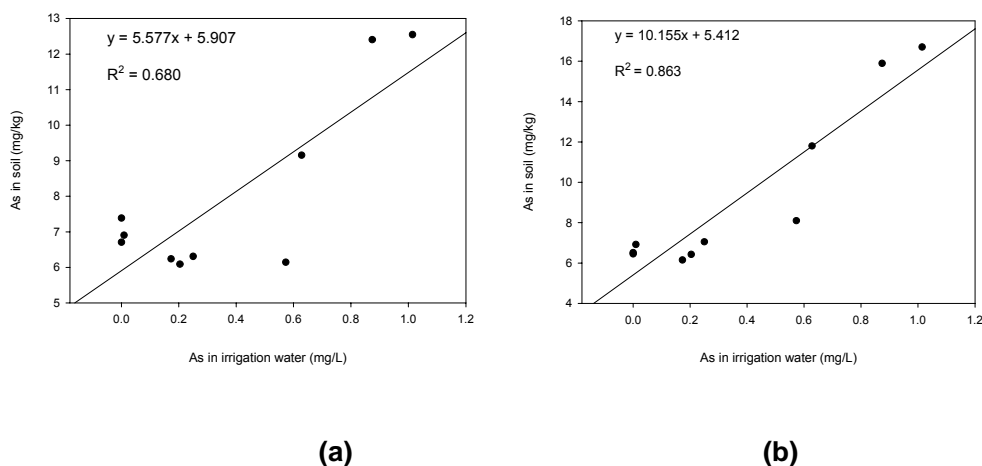 y = 5.577x + 5.907
R² = 0.680
As in soil (mg/kg)
13
12
11
10
9
8
7
6
5
0.0 0.2 0.4 0.6 0.8 1.0 1.2
As in irrigation water (mg/L)
(a)
y = 10.155x + 5.412
R² = 0.863
As in soil (mg/kg)
18
16
14
12
10
8
6
4
0.0 0.2 0.4 0.6 0.8 1.0 1.2
As in irrigation water (mg/L)
(b)